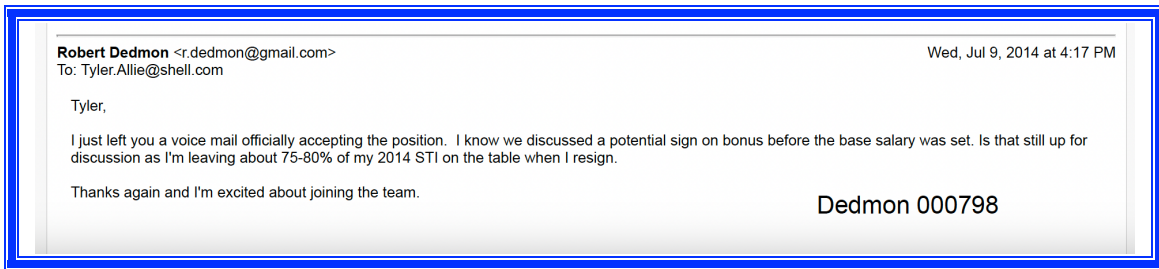 Robert Dedmon <r.dedmon@gmail.com> Wed, Jul 9, 2014 at 4:17 PM
To: Tyler.Allie@shell.com
Tyler,
I just left you a voice mail officially accepting the position.  I know we discussed a potential sign on bonus before the base salary was set. Is that still up for
discussion as I'm leaving about 75-80% of my 2014 STI on the table when I resign.
Thanks again and I'm excited about joining the team.
Dedmon 000798